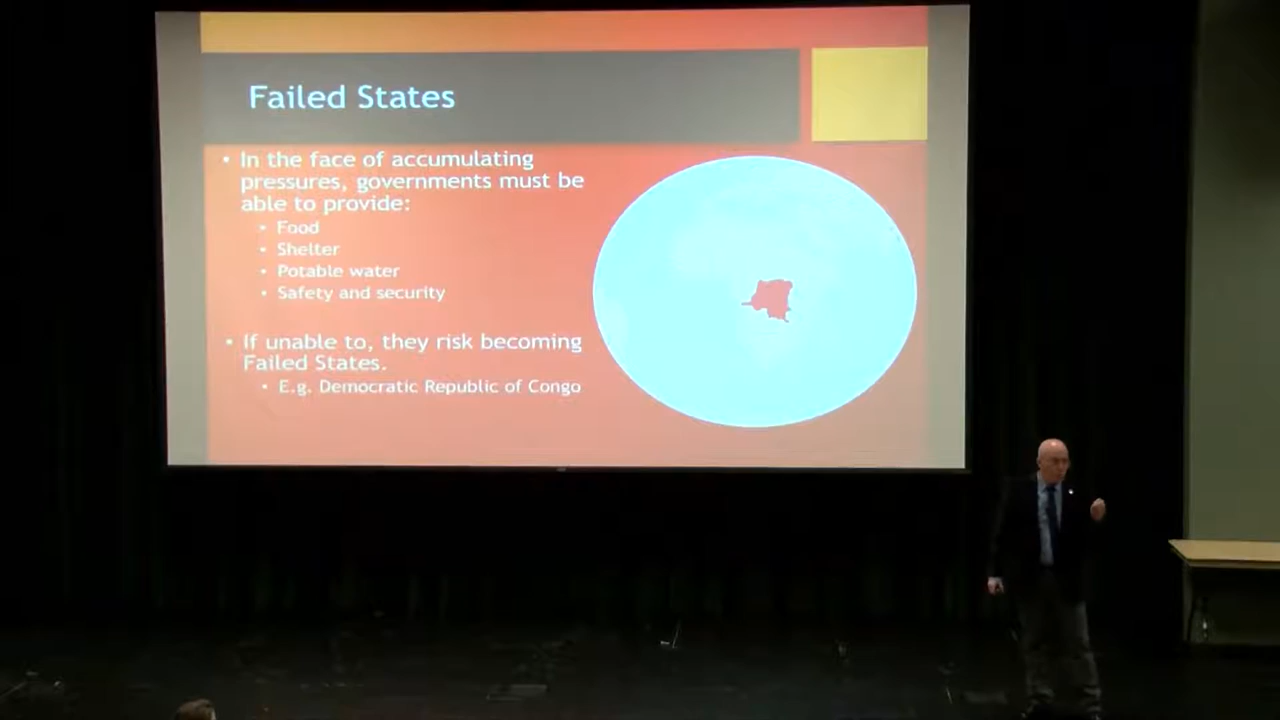 Failed States
• In the face of accumulating
pressures, governments must be
able to provide:
• Food
• Shelter
• Potable water
• Safety and security
• If unable to, they risk becoming
Failed States.
• E.g. Democratic Republic of Congo